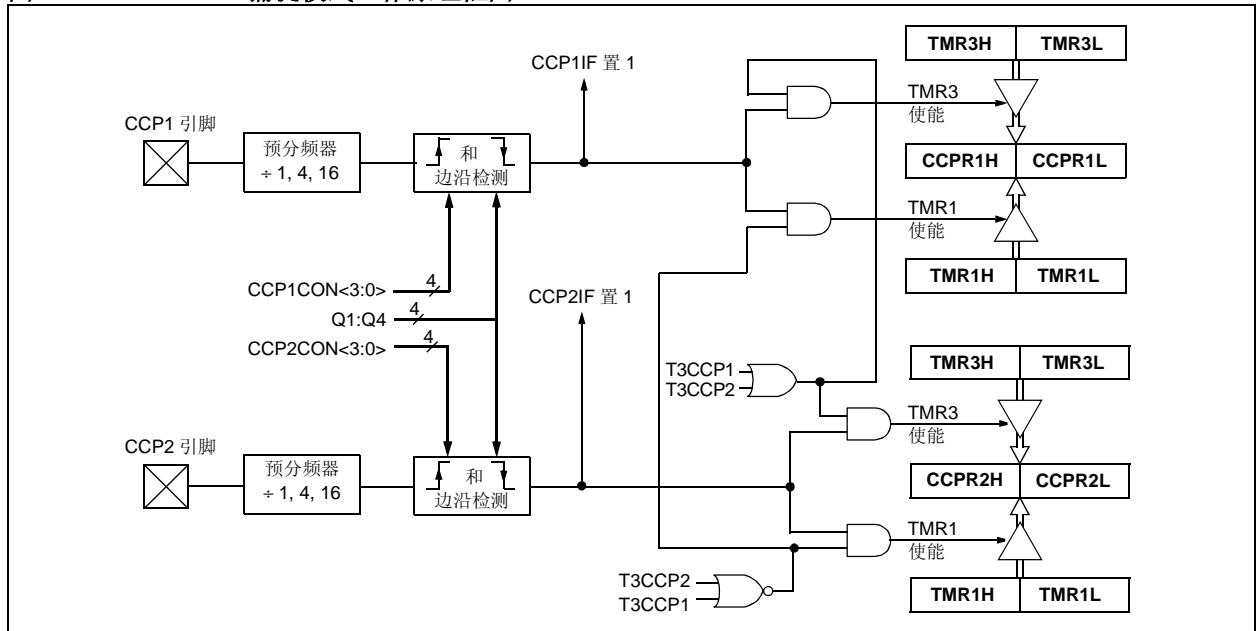 CCP1IF 置 1
TMR3H TMR3L
TMR3
使能
CCP1 引脚
预分频器
÷ 1, 4, 16
和
边沿检测
CCPR1H CCPR1L
TMR1
使能
TMR1H TMR1L
CCP1CON<3:0> 4
Q1:Q4 4
CCP2CON<3:0> 4
CCP2IF 置 1
T3CCP1
T3CCP2
TMR3H TMR3L
TMR3
使能
CCP2 引脚
预分频器
÷ 1, 4, 16
和
边沿检测
CCPR2H CCPR2L
TMR1
使能
T3CCP2
T3CCP1
TMR1H TMR1L